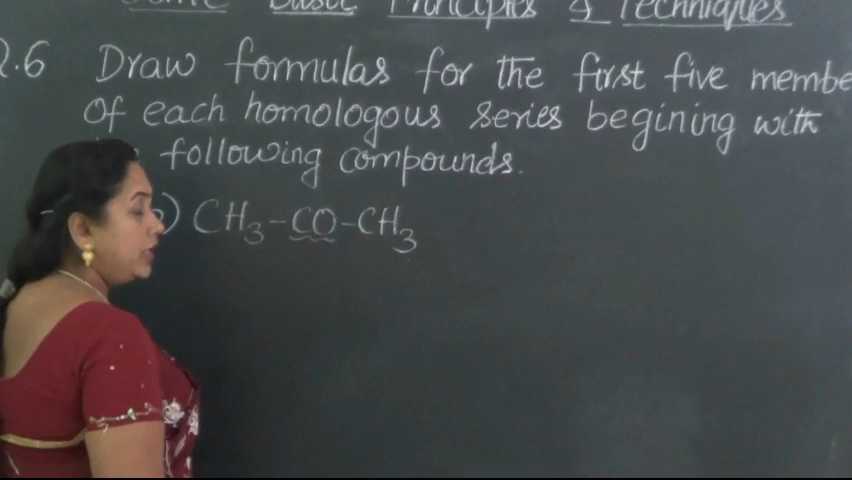 Some Basic Principles & Techniques
Q.6 Draw formulas for the first five membe
of each homologous series begining with
following compounds.
) CH3-CO-CH3